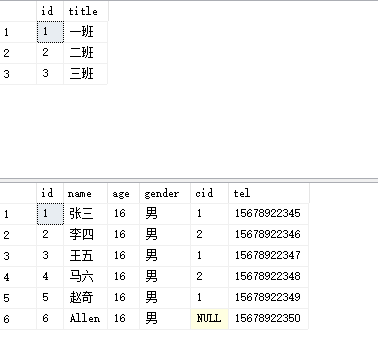 id title
1 1 一班
2 2 二班
3 3 三班
id name age gender cid tel
1 1 张三 16 男 1 15678922345
2 2 李四 16 男 2 15678922346
3 3 王五 16 男 1 15678922347
4 4 马六 16 男 2 15678922348
5 5 赵奇 16 男 1 15678922349
6 6 Allen 16 男 NULL 15678922350